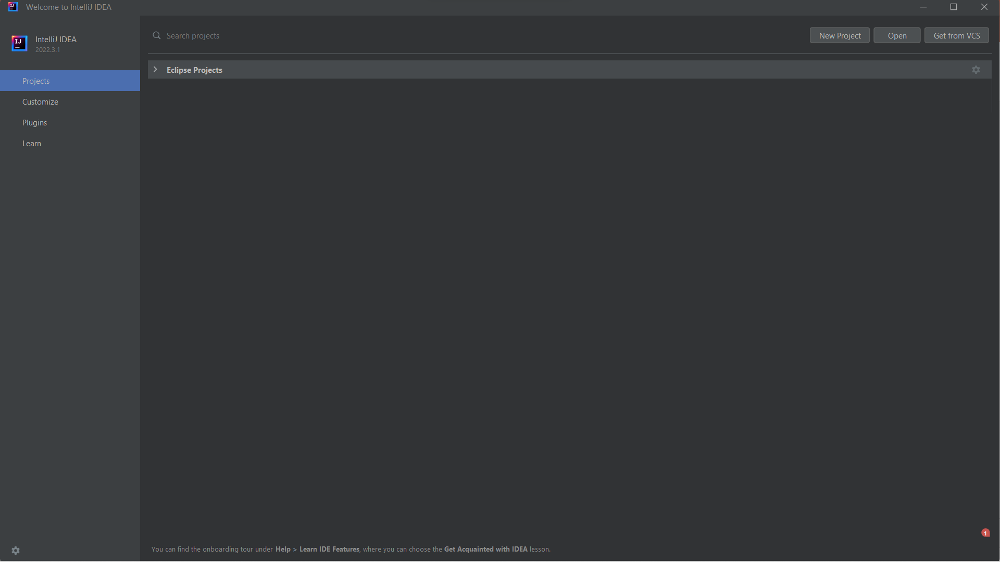 Welcome to IntelliJ IDEA
IntelliJ IDEA
2022.3.1
Projects
Customize
Plugins
Learn
Search projects
New Project
Open
Get from VCS
Eclipse Projects
1
You can find the onboarding tour under Help > Learn IDE Features, where you can choose the Get Acquainted with IDEA lesson.